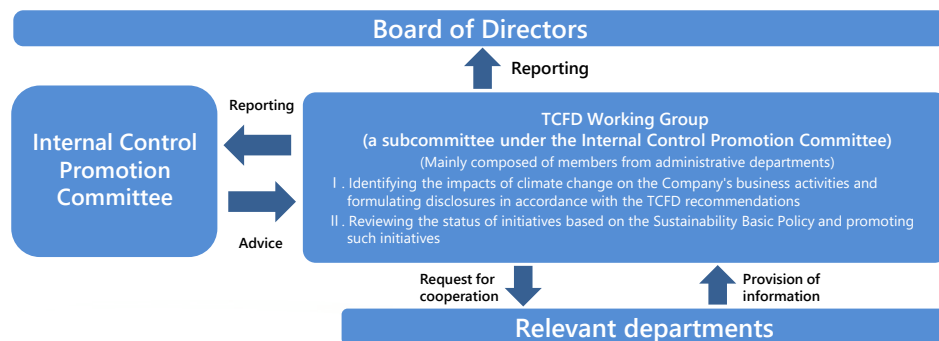 Board of Directors
Reporting
Reporting
Internal Control
Promotion
Committee
Advice
TCFD Working Group
(a subcommittee under the Internal Control Promotion Committee)
(Mainly composed of members from administrative departments)
Ⅰ. Identifying the impacts of climate change on the Company's business activities and
formulating disclosures in accordance with the TCFD recommendations
Ⅱ. Reviewing the status of initiatives based on the Sustainability Basic Policy and promoting
such initiatives
Request for
cooperation
Provision of
information
Relevant departments